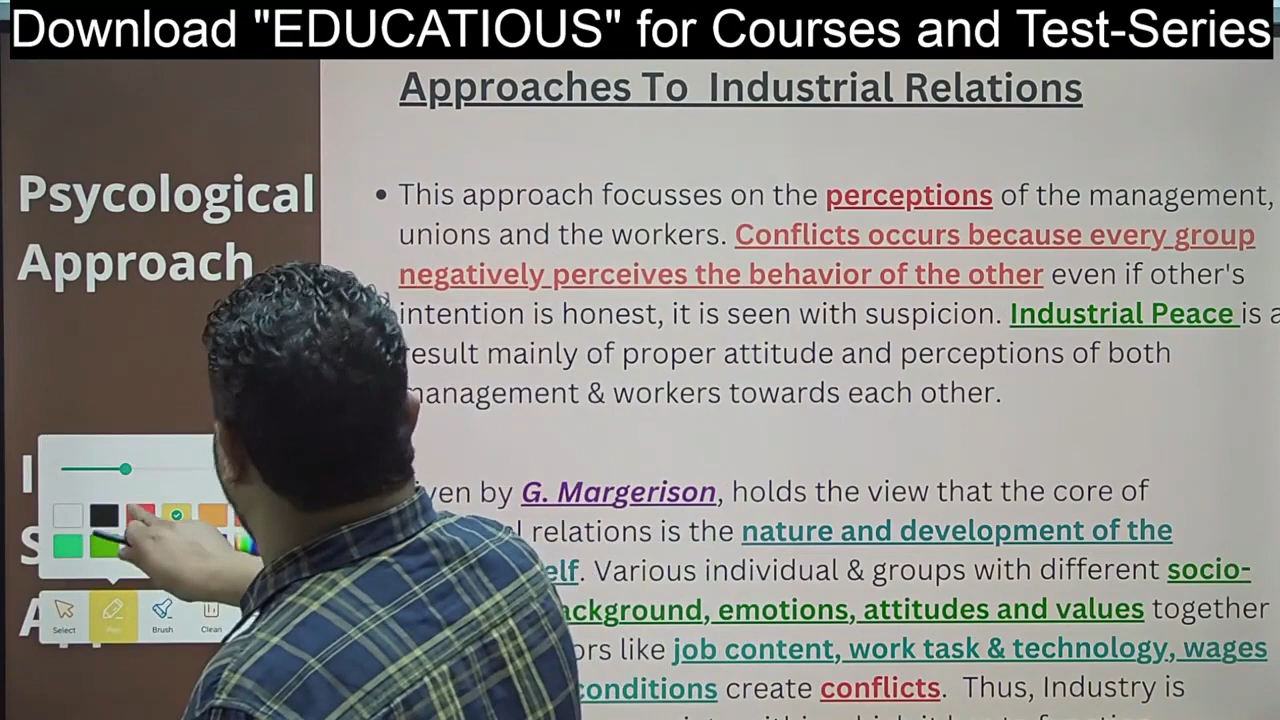 Download "EDUCATIOUS" for Courses and Test-Series
Approaches To Industrial Relations
Psycological
Approach
This approach focusses on the perceptions of the management,
unions and the workers. Conflicts occurs because every group
negatively perceives the behavior of the other even if other's
intention is honest, it is seen with suspicion. Industrial Peace is a
result mainly of proper attitude and perceptions of both
management & workers towards each other.
by G. Margerison, holds the view that the core of
relations is the nature and development of the
Various individual & groups with different socio-
background, emotions, attitudes and values together
like job content, work task & technology, wages
conditions create conflicts. Thus, Industry is
Select
Brush
Clean